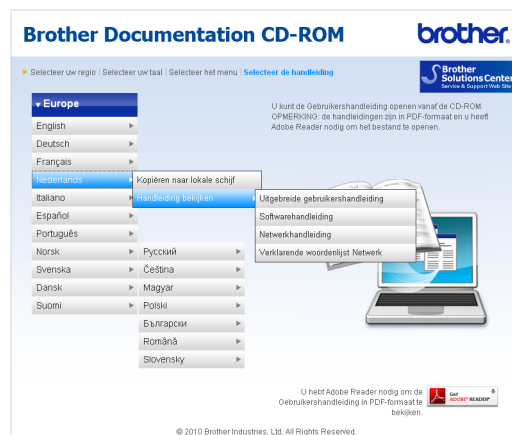 Brother Documentation CD-ROM
brother
Selecteer uw regio | Selecteer uw taal | Selecteer het menu | Selecteer de handleiding
Brother
Solutions Center
Service & Support Web Site
Europe
U kunt de Gebruikershandleiding openen vanaf de CD-ROM.
OPMERKING: de handleidingen zijn in PDF-formaat en u heeft
Adobe Reader nodig om het bestand te openen.
English
Deutsch
Français
Nederlands
Kopiëren naar lokale schijf
Italiano
Handleiding bekijken
Uitgebreide gebruikershandleiding
Español
Softwarehandleiding
Português
Netwerkhandleiding
Norsk
Русский
Verklarende woordenlijst Netwerk
Svenska
Čeština
Dansk
Magyar
Suomi
Polski
Български
Română
Slovensky
U hebt Adobe Reader nodig om de
Gebruikershandleiding in PDF-formaat te
bekijken.
Get
ADOBE® READER®
© 2010 Brother Industries, Ltd. All Rights Reserved.